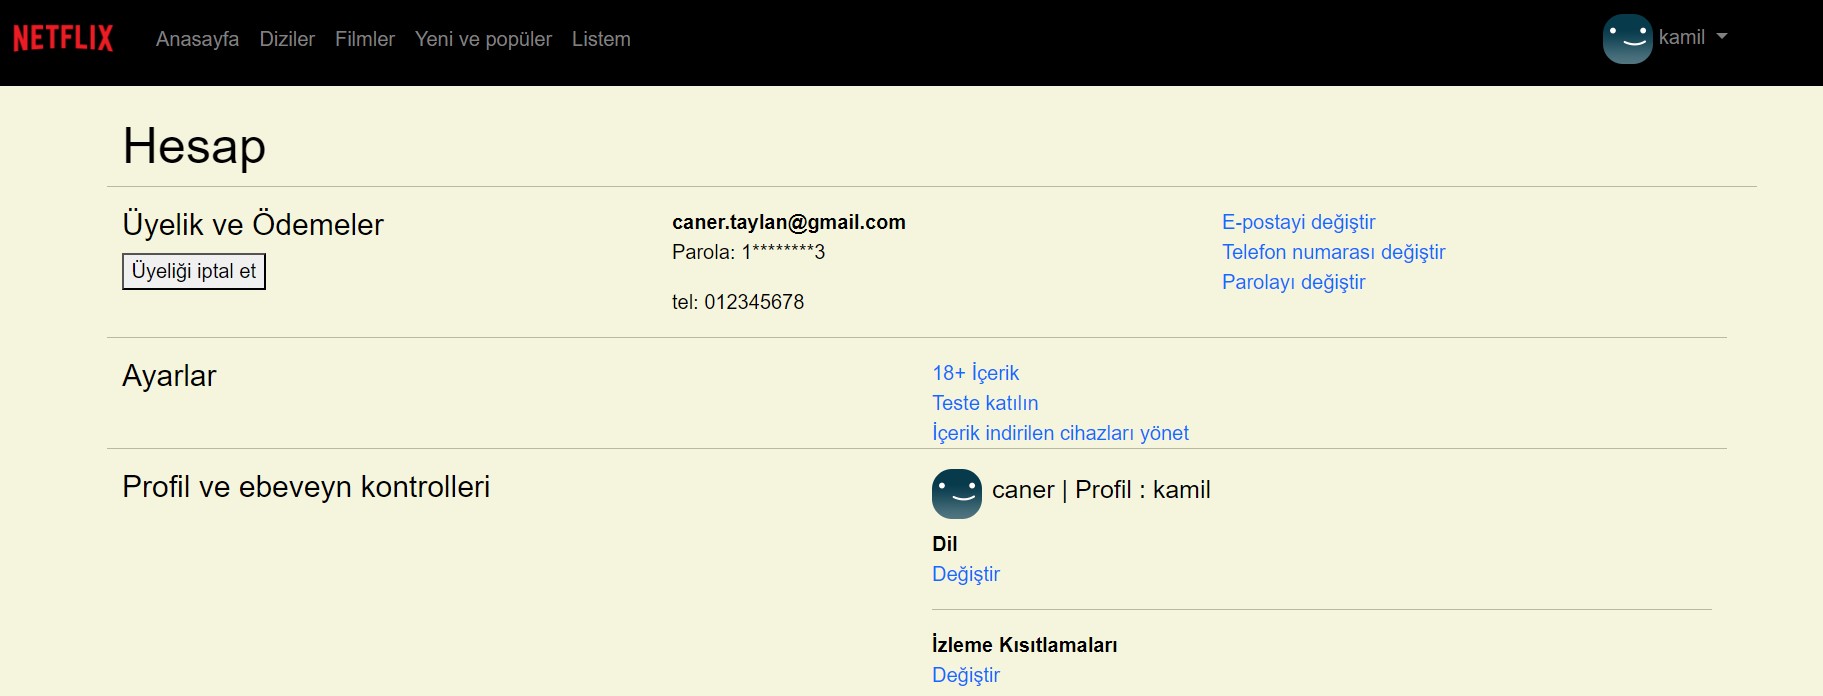 NETFLIX Anasayfa Diziler Filmler Yeni ve popüler Listem kamil
Hesap
Üyelik ve Ödemeler
Üyeliği iptal et
caner.taylan@gmail.com
Parola: 1********3
tel: 012345678
E-postayi değiştir
Telefon numarası değiştir
Parolayı değiştir
Ayarlar
18+ İçerik
Teste katılın
İçerik indirilen cihazları yönet
Profil ve ebeveyn kontrolleri
caner | Profil : kamil
Dil
Değiştir
İzleme Kısıtlamaları
Değiştir